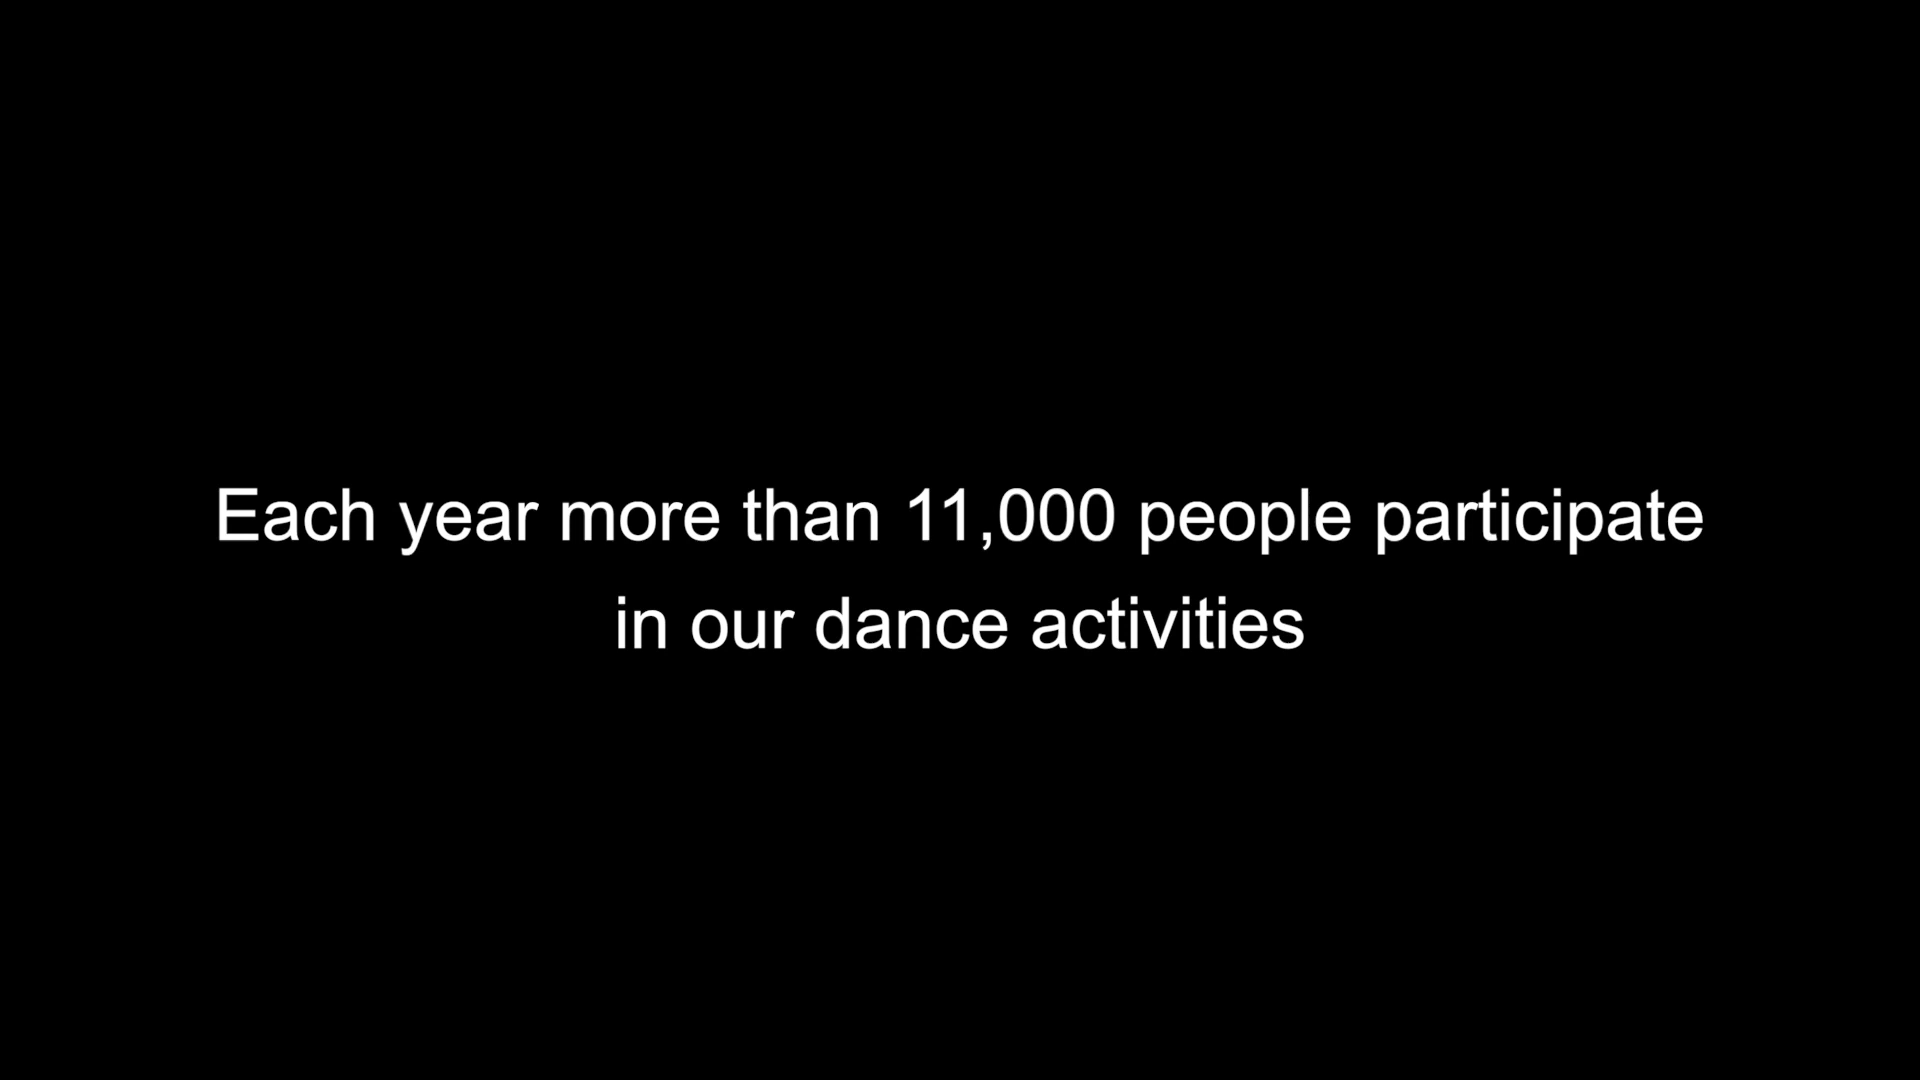 Each year more than 11,000 people participate
in our dance activities